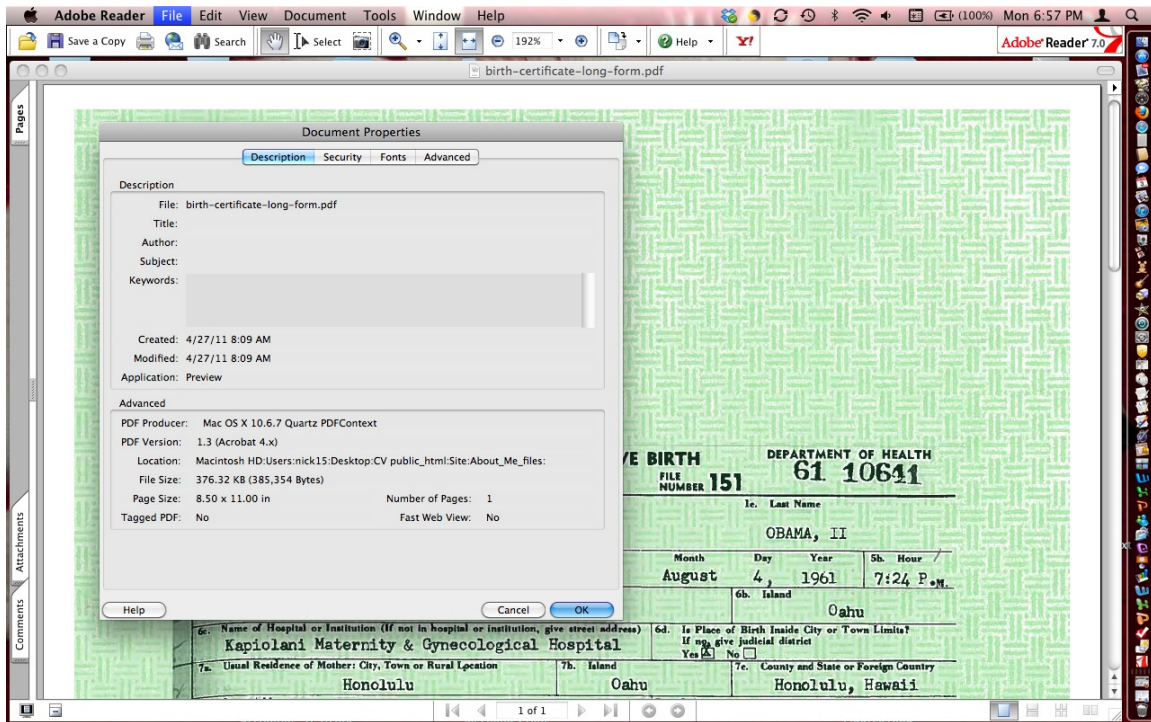 Adobe Reader File Edit View Document Tools Window Help (100%) Mon 6:57 PM
Save a Copy Search Select 192% Help Y! Adobe Reader 7.0
birth-certificate-long-form.pdf
Pages
Document Properties
Description Security Fonts Advanced
Description
File: birth-certificate-long-form.pdf
Title:
Author:
Subject:
Keywords:
Created: 4/27/11 8:09 AM
Modified: 4/27/11 8:09 AM
Application: Preview
Advanced
PDF Producer: Mac OS X 10.6.7 Quartz PDFContext
PDF Version: 1.3 (Acrobat 4.x)
Location: Macintosh HD:Users:nick15:Desktop:CV public_html:Site:About_Me_files:
File Size: 376.32 KB (385,354 Bytes)
Page Size: 8.50 x 11.00 in Number of Pages: 1
Tagged PDF: No Fast Web View: No
Help Cancel OK
Attachments
Comments
BIRTH DEPARTMENT OF HEALTH
FILE NUMBER 151 61 10641
1c. Last Name
OBAMA, II
Month Day Year 5b. Hour
August 4, 1961 7:24 P.M.
6b. Island
Oahu
6c. Name of Hospital or Institution (If not in hospital or institution, give street address) 6d. Is Place of Birth Inside City or Town Limits?
If no, give judicial district
Kapiolani Maternity & Gynecological Hospital Yes X No
7a. Usual Residence of Mother: City, Town or Rural Location 7b. Island 7c. County and State or Foreign Country
Honolulu Oahu Honolulu, Hawaii
1 of 1